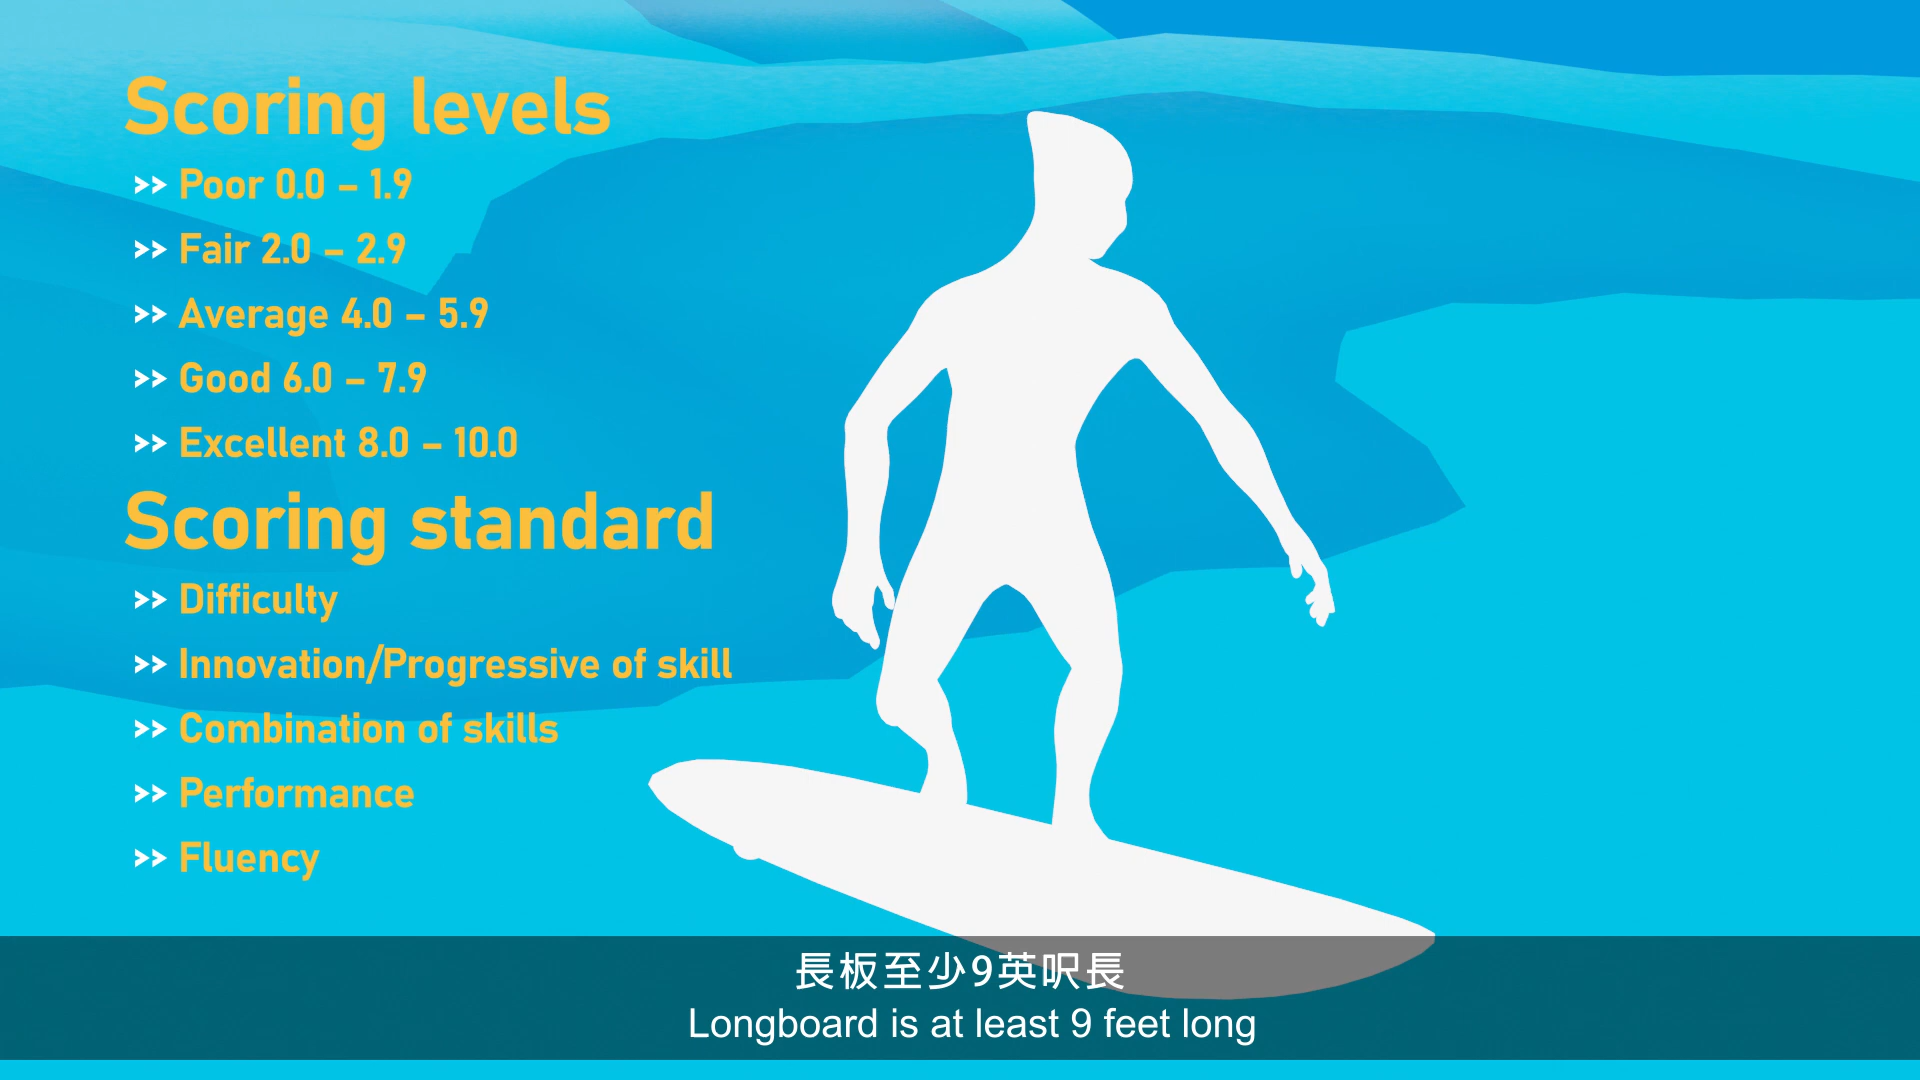 Scoring levels
>> Poor 0.0 – 1.9
>> Fair 2.0 – 2.9
>> Average 4.0 – 5.9
>> Good 6.0 – 7.9
>> Excellent 8.0 – 10.0
Scoring standard
>> Difficulty
>> Innovation/Progressive of skill
>> Combination of skills
>> Performance
>> Fluency
長板至少9英呎長
Longboard is at least 9 feet long